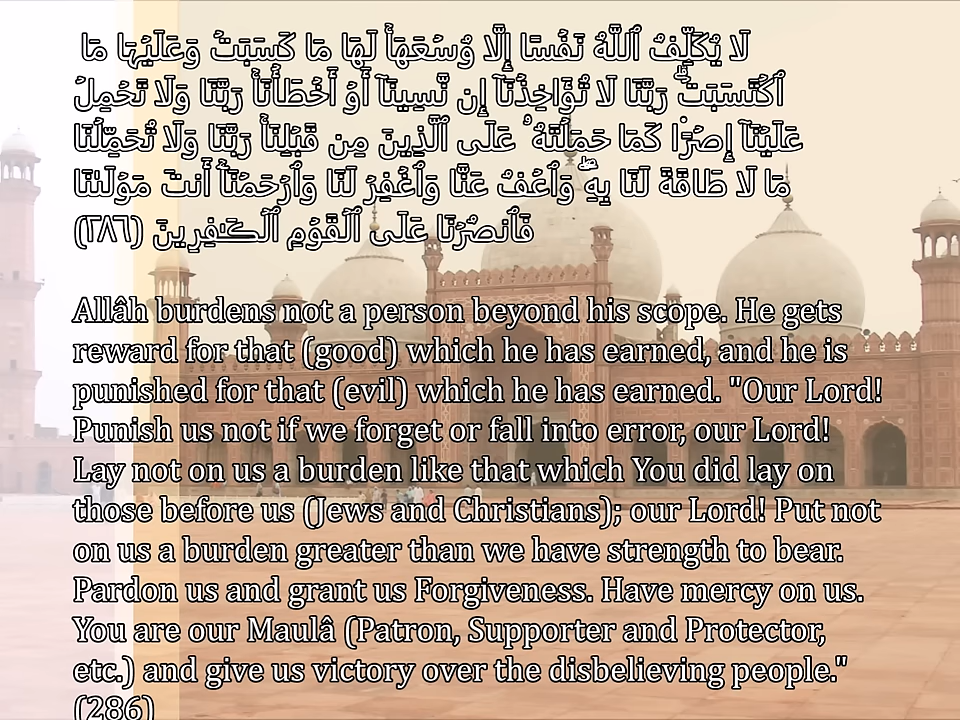 لَا يُكَلِّفُ ٱللَّهُ نَفْسًا إِلَّا وُسْعَهَاۚ لَهَا مَا كَسَبَتْ وَعَلَيْهَا مَا
ٱكْتَسَبَتْۗ رَبَّنَا لَا تُؤَاخِذْنَآ إِن نَّسِينَآ أَوْ أَخْطَأْنَاۚ رَبَّنَا وَلَا تَحْمِلْ
عَلَيْنَآ إِصْرًۭا كَمَا حَمَلْتَهُۥ عَلَى ٱلَّذِينَ مِن قَبْلِنَاۚ رَبَّنَا وَلَا تُحَمِّلْنَا
مَا لَا طَاقَةَ لَنَا بِهِۦۖ وَٱعْفُ عَنَّا وَٱغْفِرْ لَنَا وَٱرْحَمْنَآۚ أَنتَ مَوْلَىٰنَا
فَٱنصُرْنَا عَلَى ٱلْقَوْمِ ٱلْكَـٰفِرِينَ (٢٨٦)
Allâh burdens not a person beyond his scope. He gets
reward for that (good) which he has earned, and he is
punished for that (evil) which he has earned. "Our Lord!
Punish us not if we forget or fall into error, our Lord!
Lay not on us a burden like that which You did lay on
those before us (Jews and Christians); our Lord! Put not
on us a burden greater than we have strength to bear.
Pardon us and grant us Forgiveness. Have mercy on us.
You are our Maulâ (Patron, Supporter and Protector,
etc.) and give us victory over the disbelieving people."
(286)